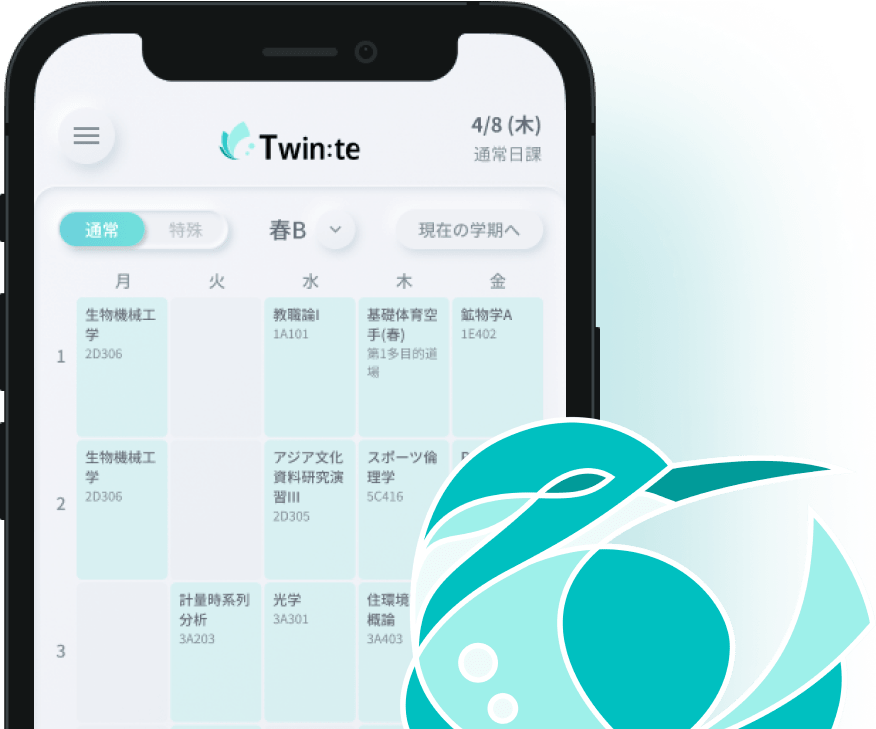 Twin:te
4/8 (木)
通常日課
通常
特殊
春B
現在の学期へ
月
火
水
木
金
1
生物機械工
学
2D306
教職論I
1A101
基礎体育空
手(春)
第1多目的道
場
鉱物学A
1E402
2
生物機械工
学
2D306
アジア文化
資料研究演
習III
2D305
スポーツ倫
理学
5C416
3
計量時系列
分析
3A203
光学
3A301
住環境
概論
3A403